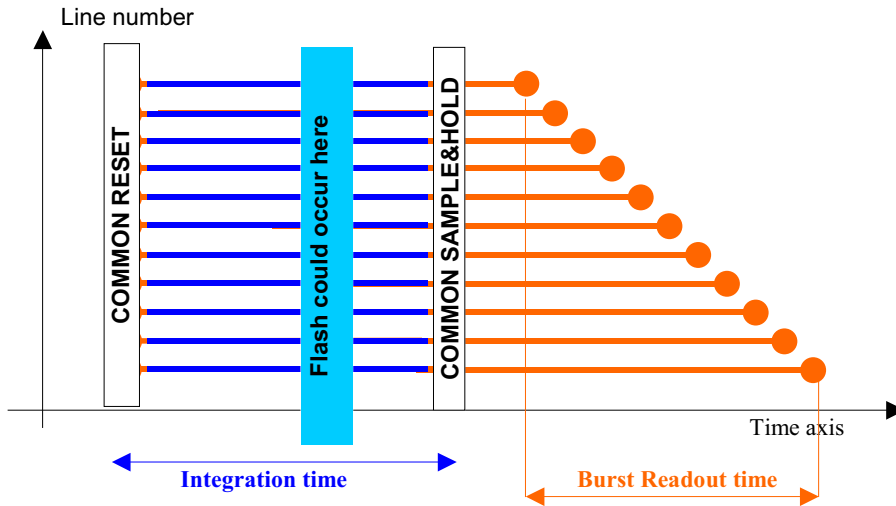 Line number
COMMON RESET
Flash could occur here
COMMON SAMPLE&HOLD
Time axis
Integration time
Burst Readout time